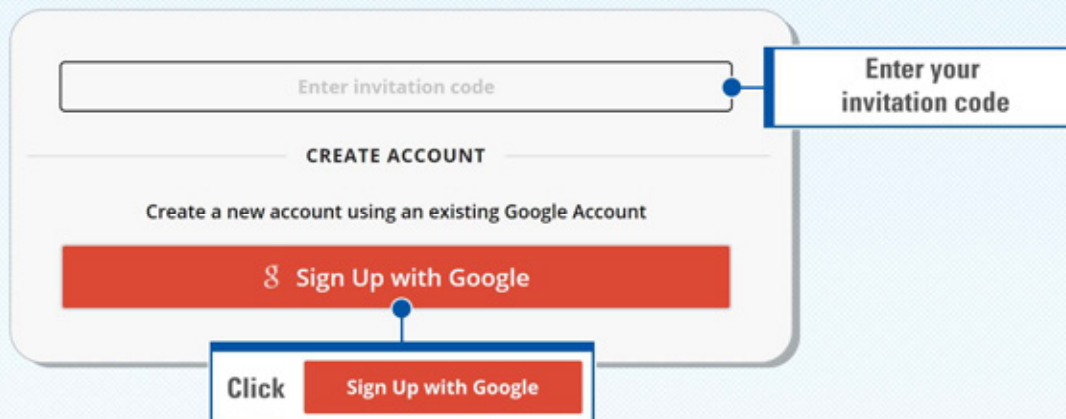 Enter invitation code
Enter your
invitation code
CREATE ACCOUNT
Create a new account using an existing Google Account
g Sign Up with Google
Click Sign Up with Google